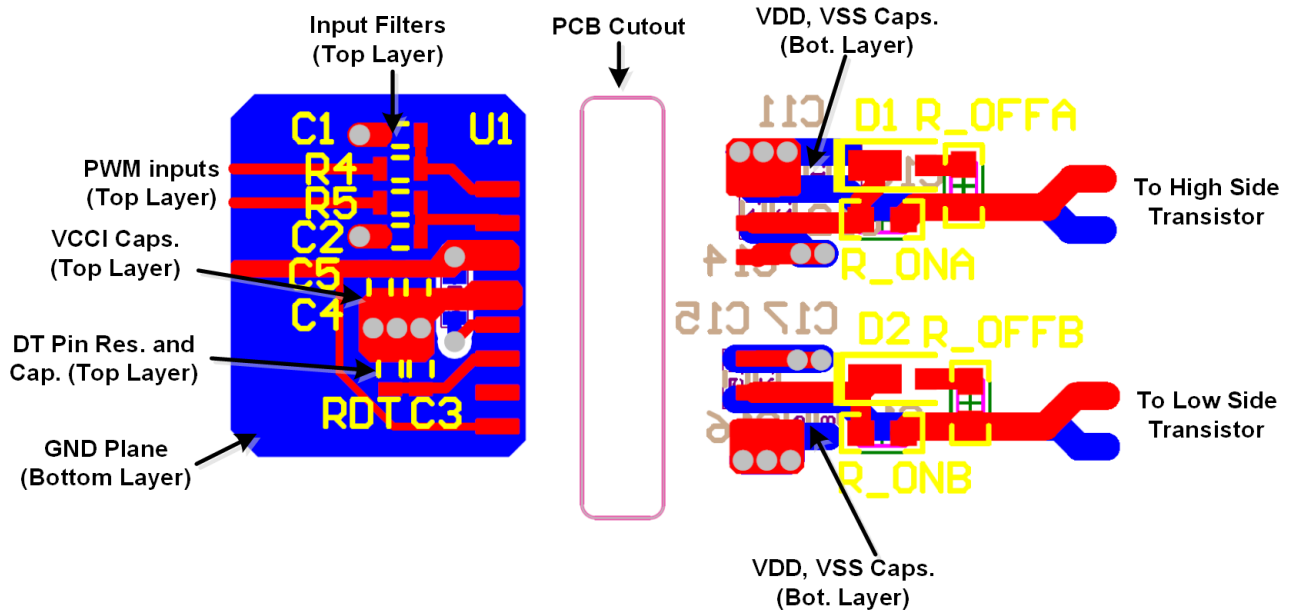 Input Filters
(Top Layer)
PCB Cutout
VDD, VSS Caps.
(Bot. Layer)
C11
C1
U1
D1 R_OFFA
PWM inputs
(Top Layer)
R4
R5
C2
To High Side
Transistor
VCCI Caps.
(Top Layer)
C5
C4
C14
R_ONA
C15
C17
D2 R_OFFB
DT Pin Res. and
Cap. (Top Layer)
RDT C3
To Low Side
Transistor
GND Plane
(Bottom Layer)
R_ONB
VDD, VSS Caps.
(Bot. Layer)